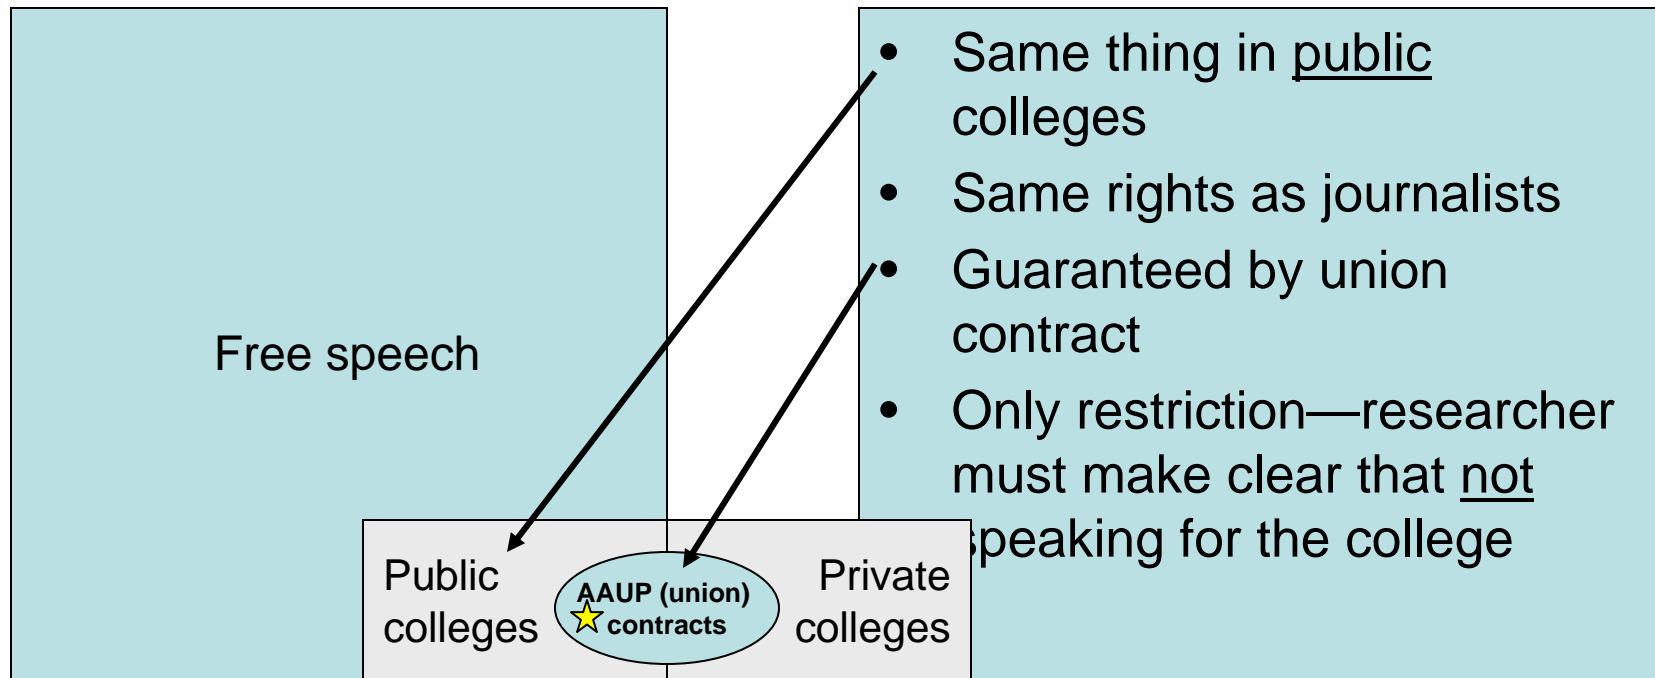 Free speech
• Same thing in public
colleges
• Same rights as journalists
• Guaranteed by union
contract
• Only restriction—researcher
must make clear that not
speaking for the college
Public
colleges
AAUP (union)
contracts
Private
colleges